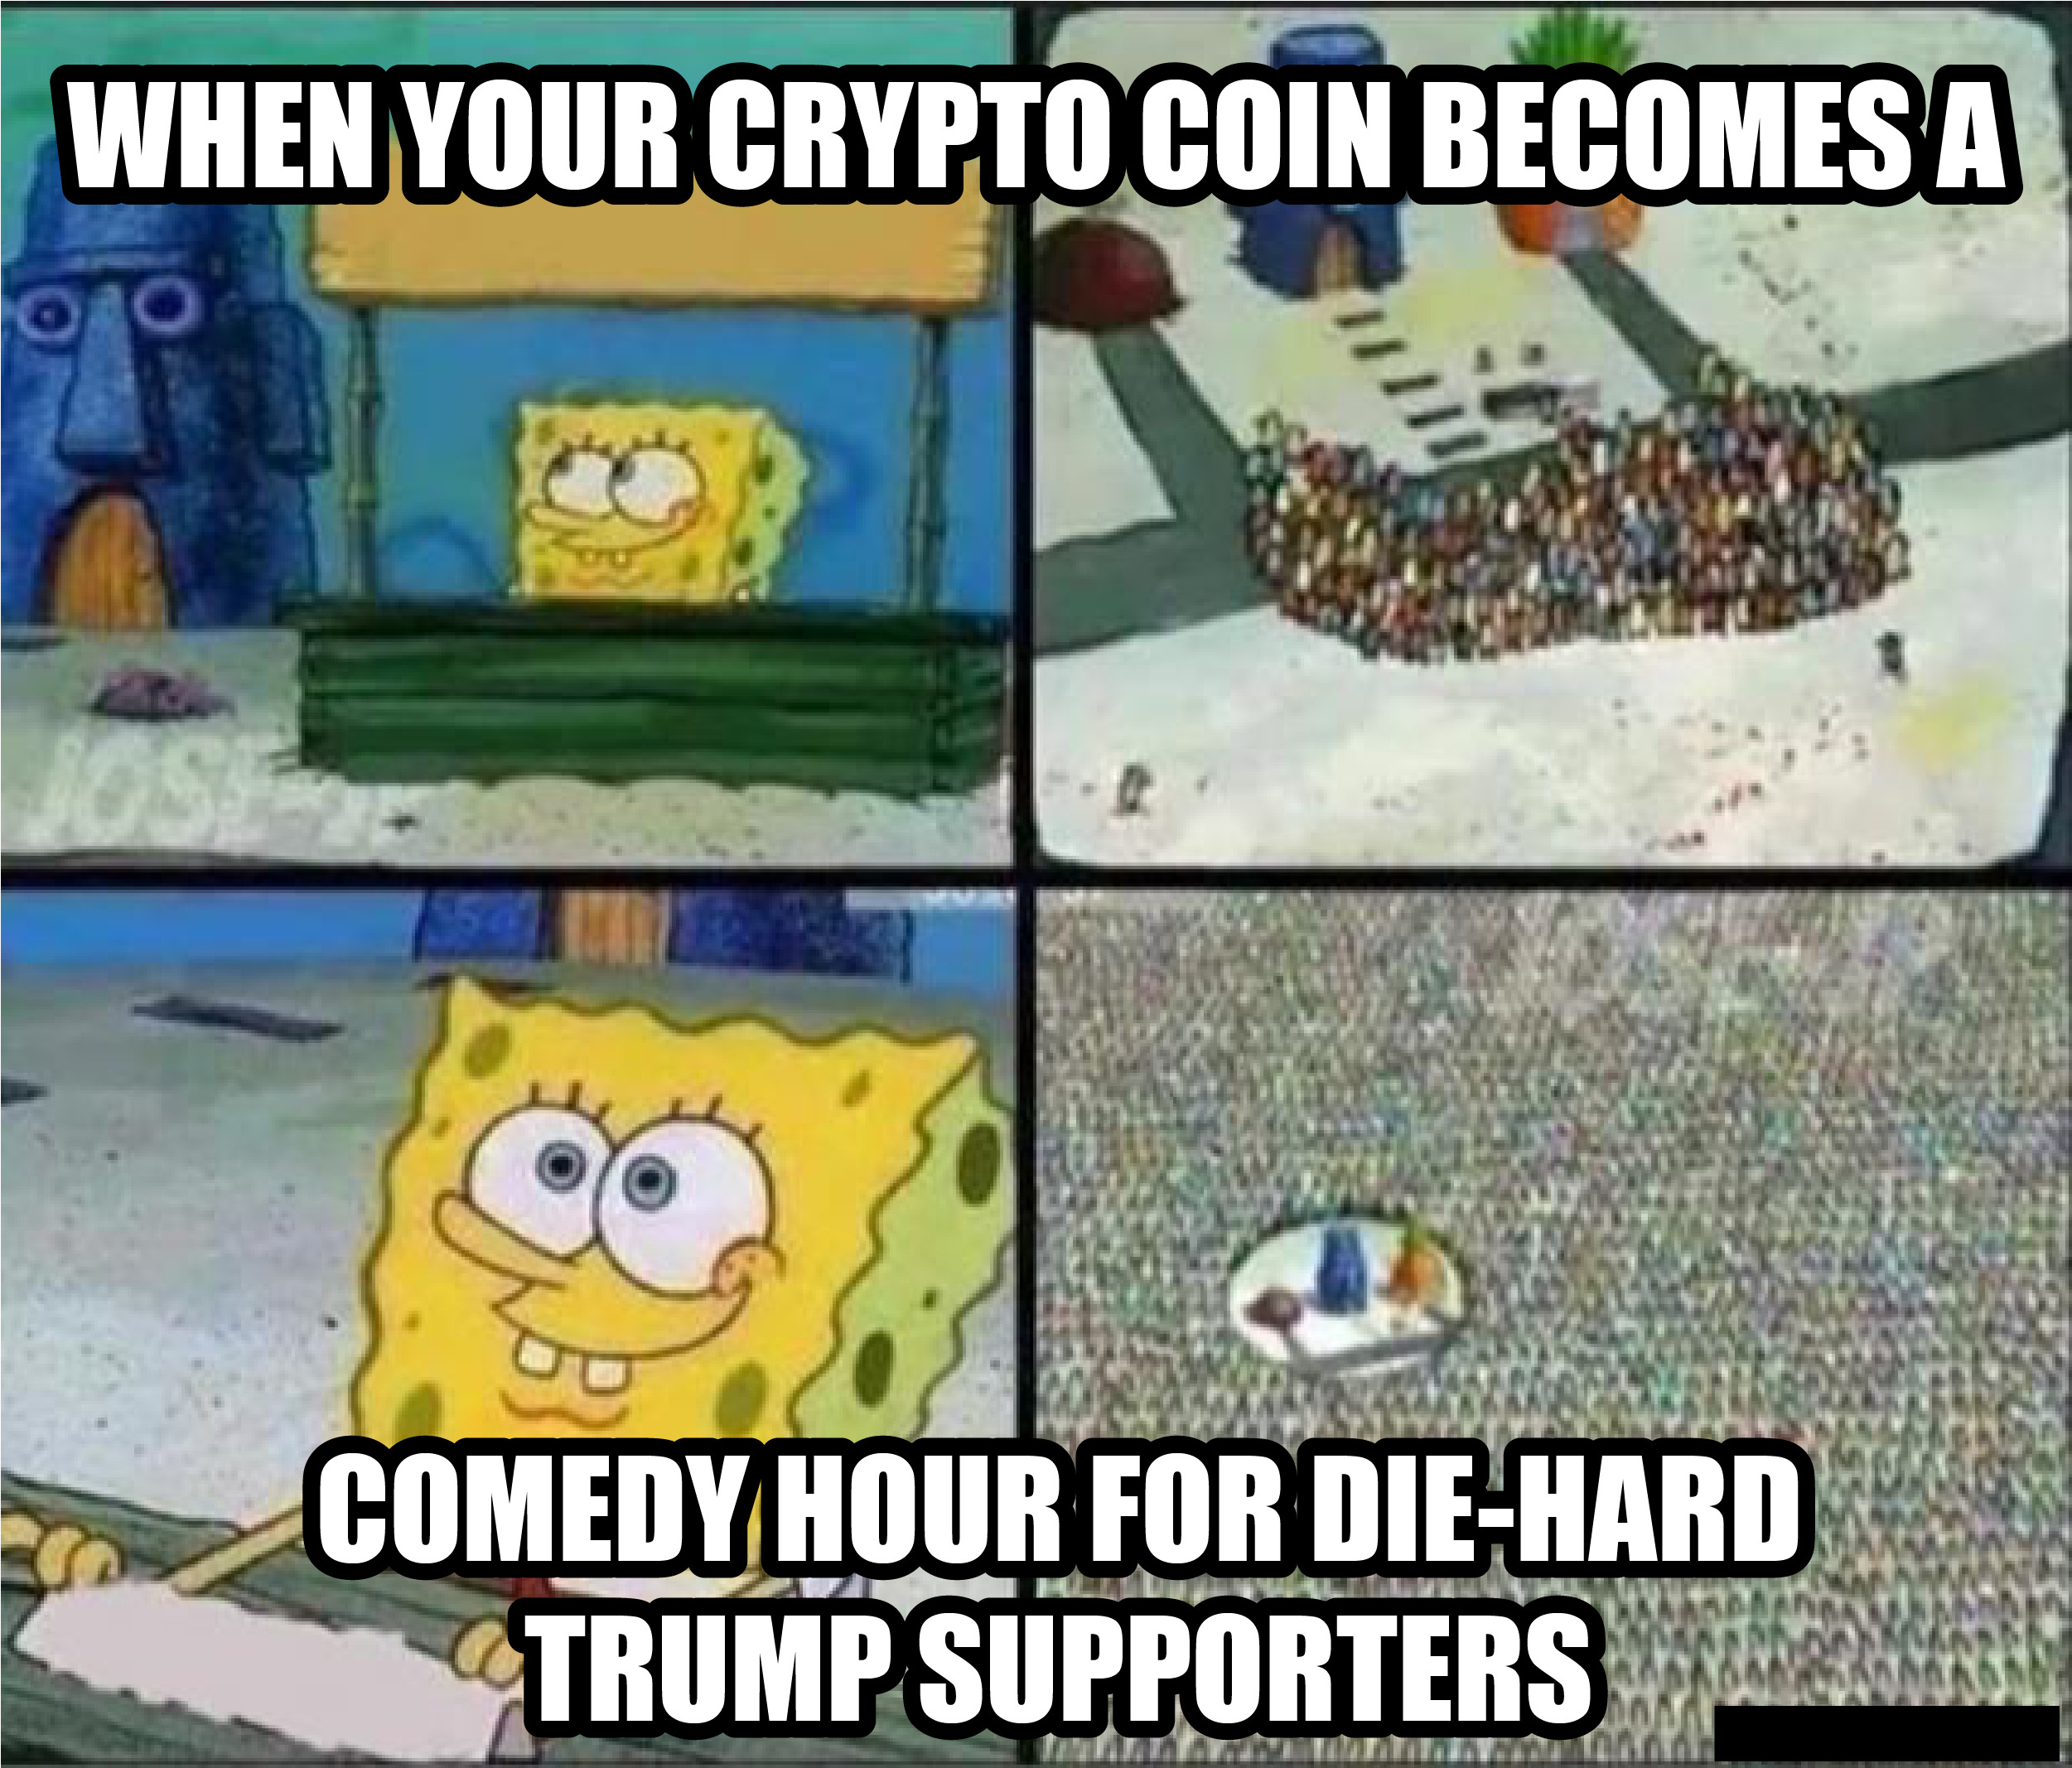 WHEN YOUR CRYPTO COIN BECOMES A
COMEDY HOUR FOR DIE-HARD
TRUMP SUPPORTERS